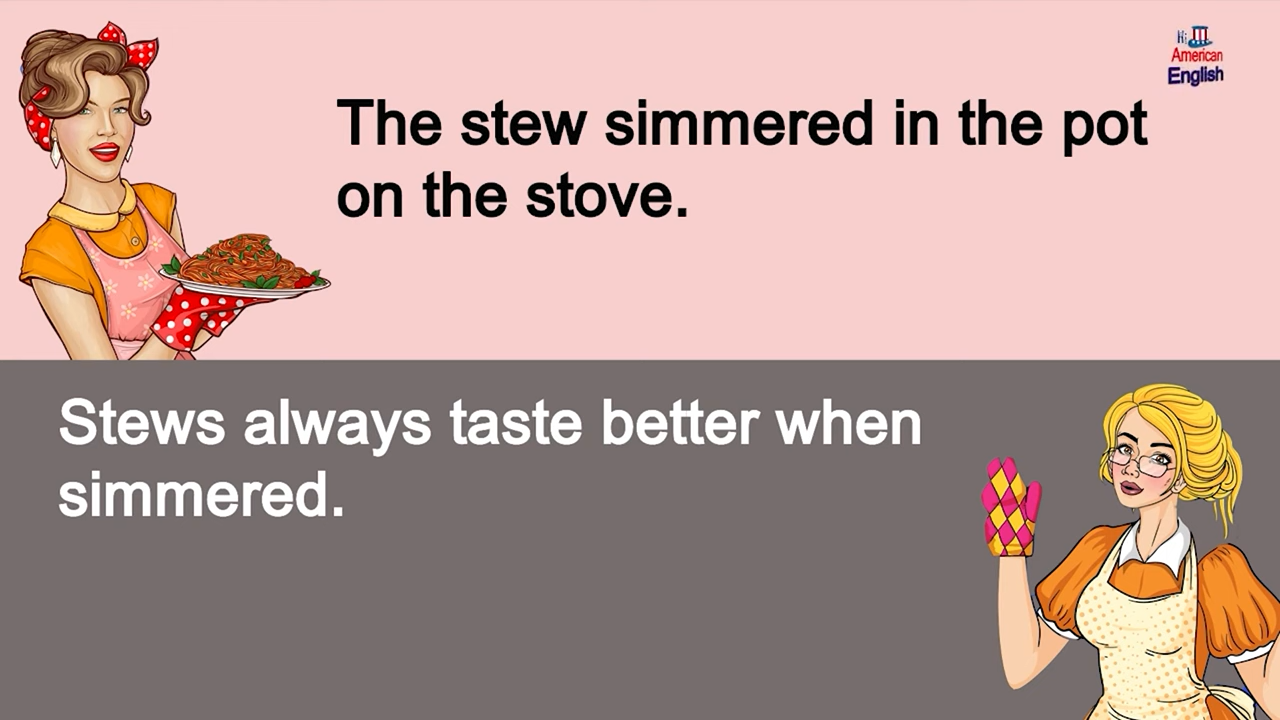 Hi
American
English
The stew simmered in the pot
on the stove.
Stews always taste better when
simmered.